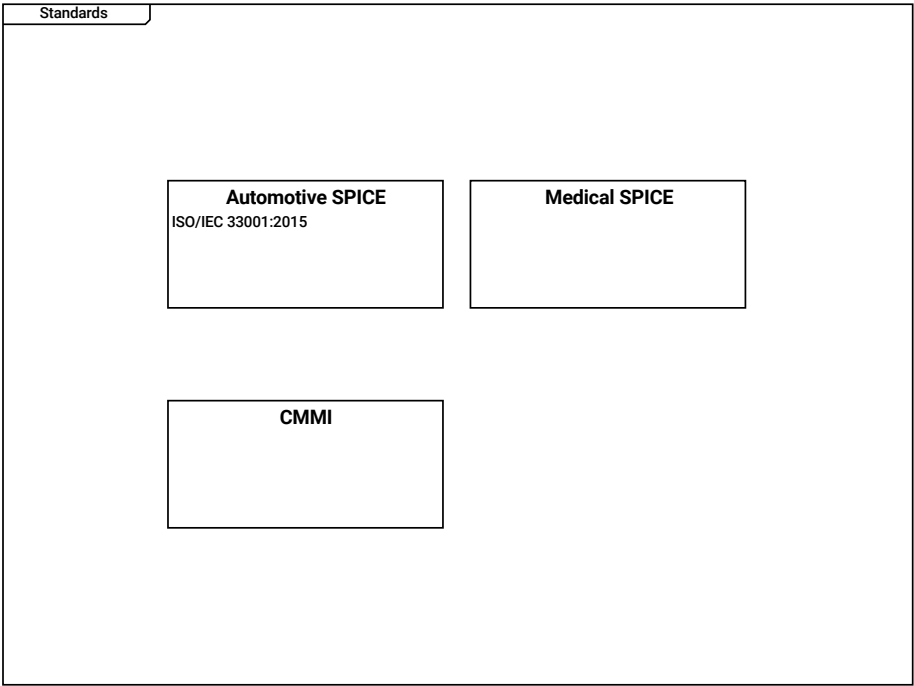 Standards
Automotive SPICE
ISO/IEC 33001:2015
Medical SPICE
CMMI